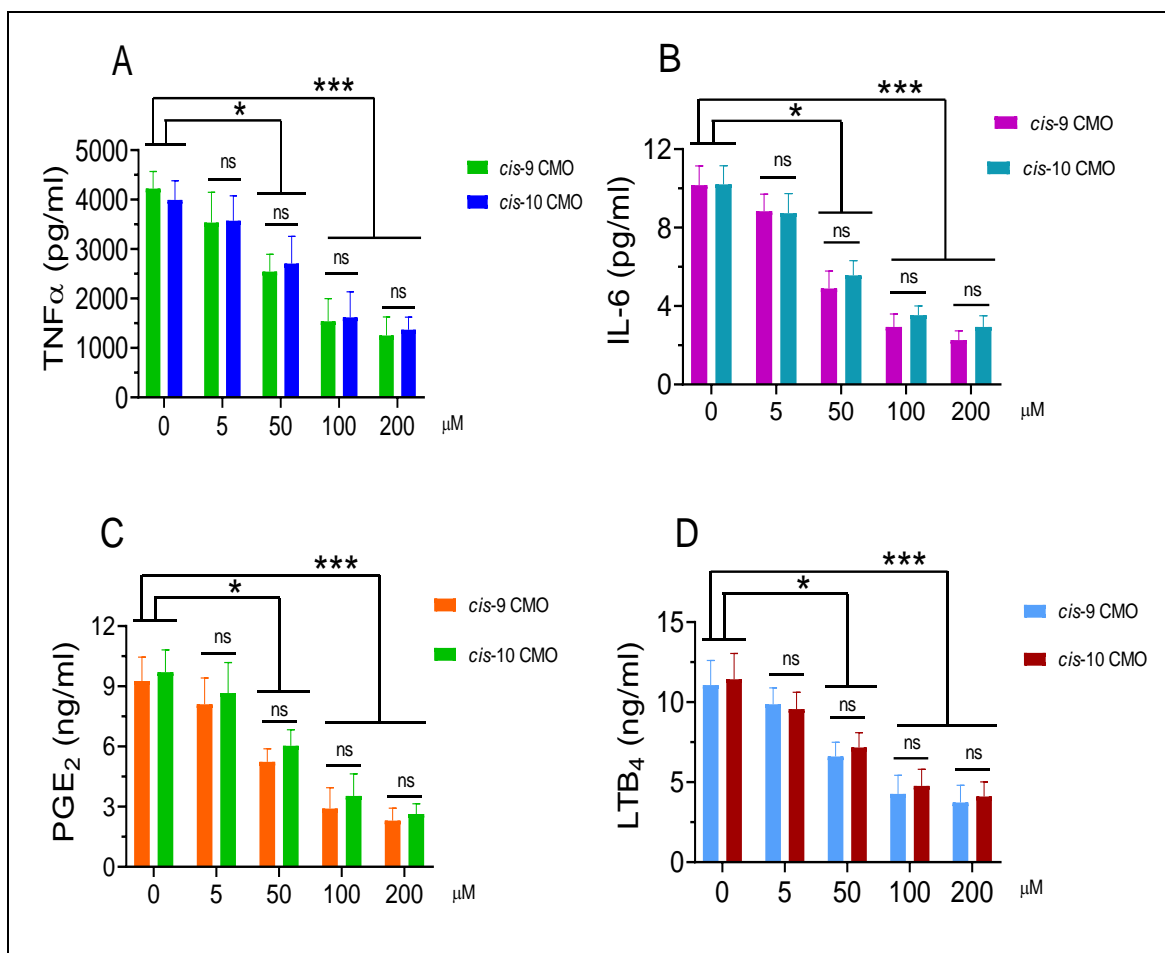 A
***
*
cis-9 CMO
cis-10 CMO
TNFα (pg/ml)
5000
4000
3000
2000
1000
0
ns
ns
ns
ns
0 5 50 100 200 μM
B
***
*
cis-9 CMO
cis-10 CMO
IL-6 (pg/ml)
12
8
4
0
ns
ns
ns
ns
0 5 50 100 200 μM
C
***
*
cis-9 CMO
cis-10 CMO
PGE2 (ng/ml)
12
9
6
3
0
ns
ns
ns
ns
0 5 50 100 200 μM
D
***
*
cis-9 CMO
cis-10 CMO
LTB4 (ng/ml)
15
10
5
0
ns
ns
ns
ns
0 5 50 100 200 μM